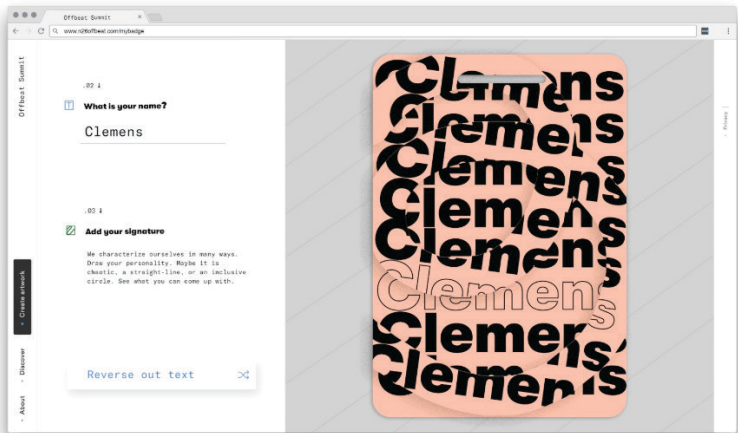 Offbeat Summit
www.n26offbeat.com/mybadge
Offbeat Summit
.02 ↓
What is your name?
Clemens
.03 ↓
Add your signature
We characterize ourselves in many ways.
Draw your personality. Maybe it is
chaotic, a straight-line, or an inclusive
circle. See what you can come up with.
Reverse out text
Create artwork
Discover
About
Clemens
Clemens
Clemens
Clemens
Clemens
Clemens
Clemens
Clemens
Privacy